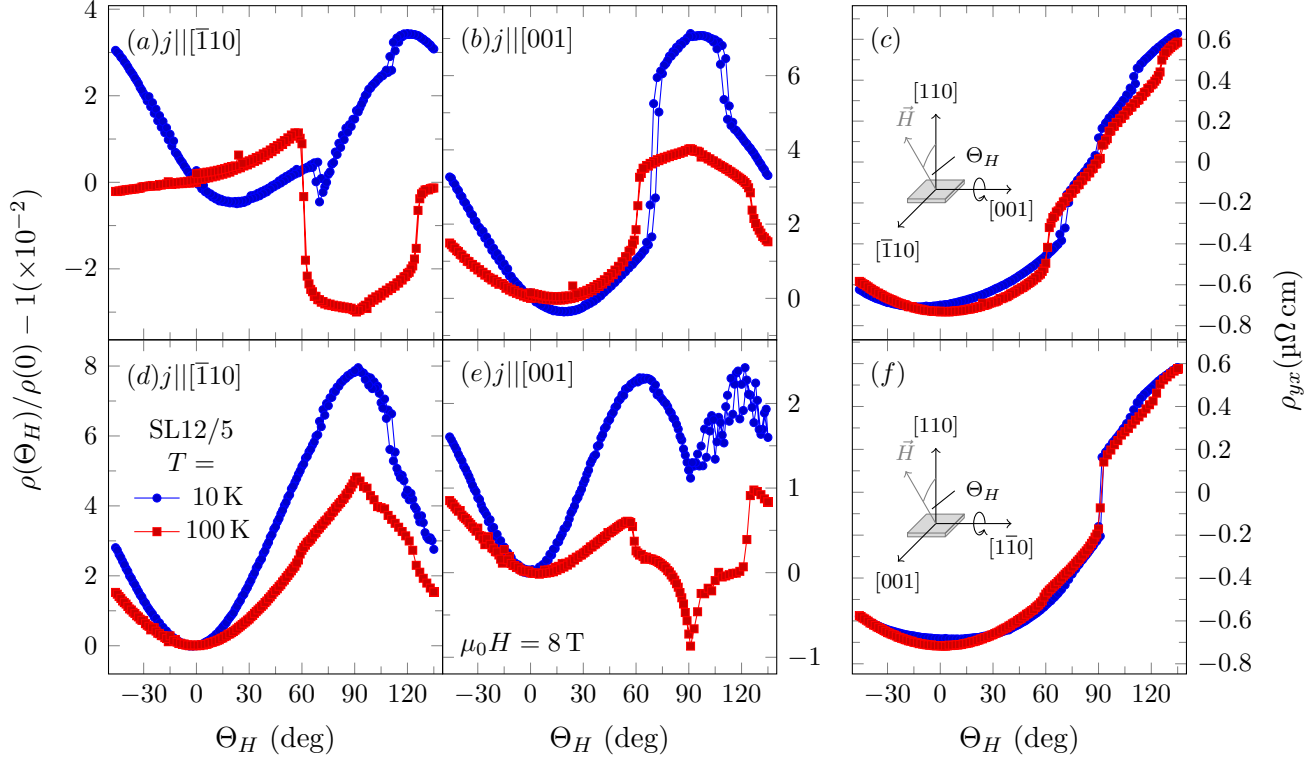 (a) j||[1̅10]
(b) j||[001]
(c)
4
2
0
−2
6
4
2
0
0.6
0.4
0.2
0
−0.2
−0.4
−0.6
−0.8
[110]
H⃗
Θ_H
[001]
[1̅10]
ρ(Θ_H)/ρ(0) − 1(×10⁻²)
ρ_yx(µΩ cm)
(d) j||[1̅10]
(e) j||[001]
(f)
SL12/5
T =
10 K
100 K
µ₀H = 8 T
8
6
4
2
0
2
1
0
−1
0.6
0.4
0.2
0
−0.2
−0.4
−0.6
−0.8
[110]
H⃗
Θ_H
[11̅0]
[001]
−30 0 30 60 90 120
−30 0 30 60 90 120
−30 0 30 60 90 120
Θ_H (deg)
Θ_H (deg)
Θ_H (deg)